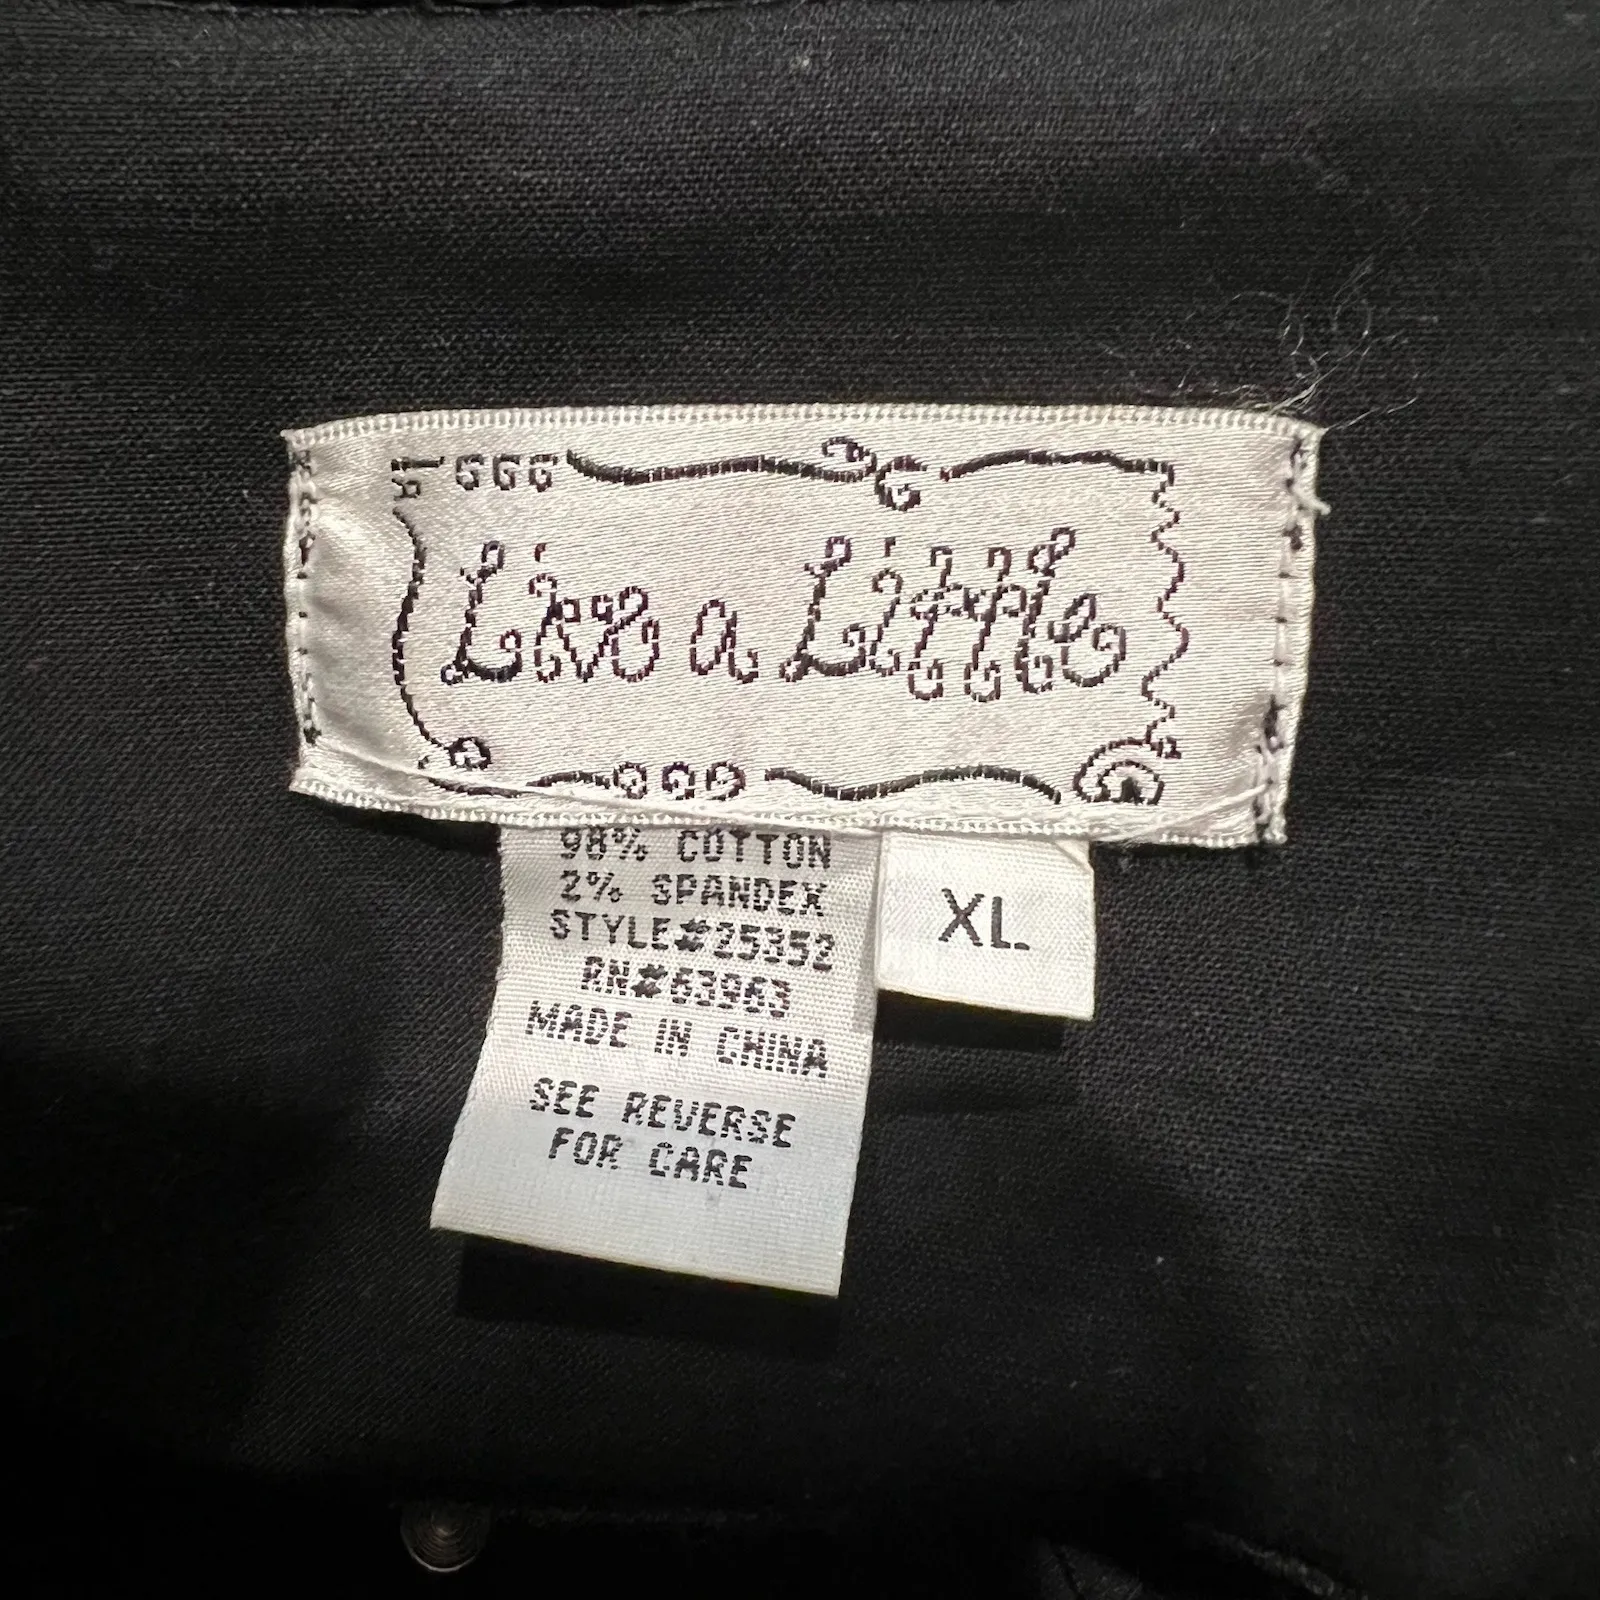 Live a Little
98% COTTON
2% SPANDEX
STYLE#25352
RN#63963
MADE IN CHINA
SEE REVERSE
FOR CARE
XL